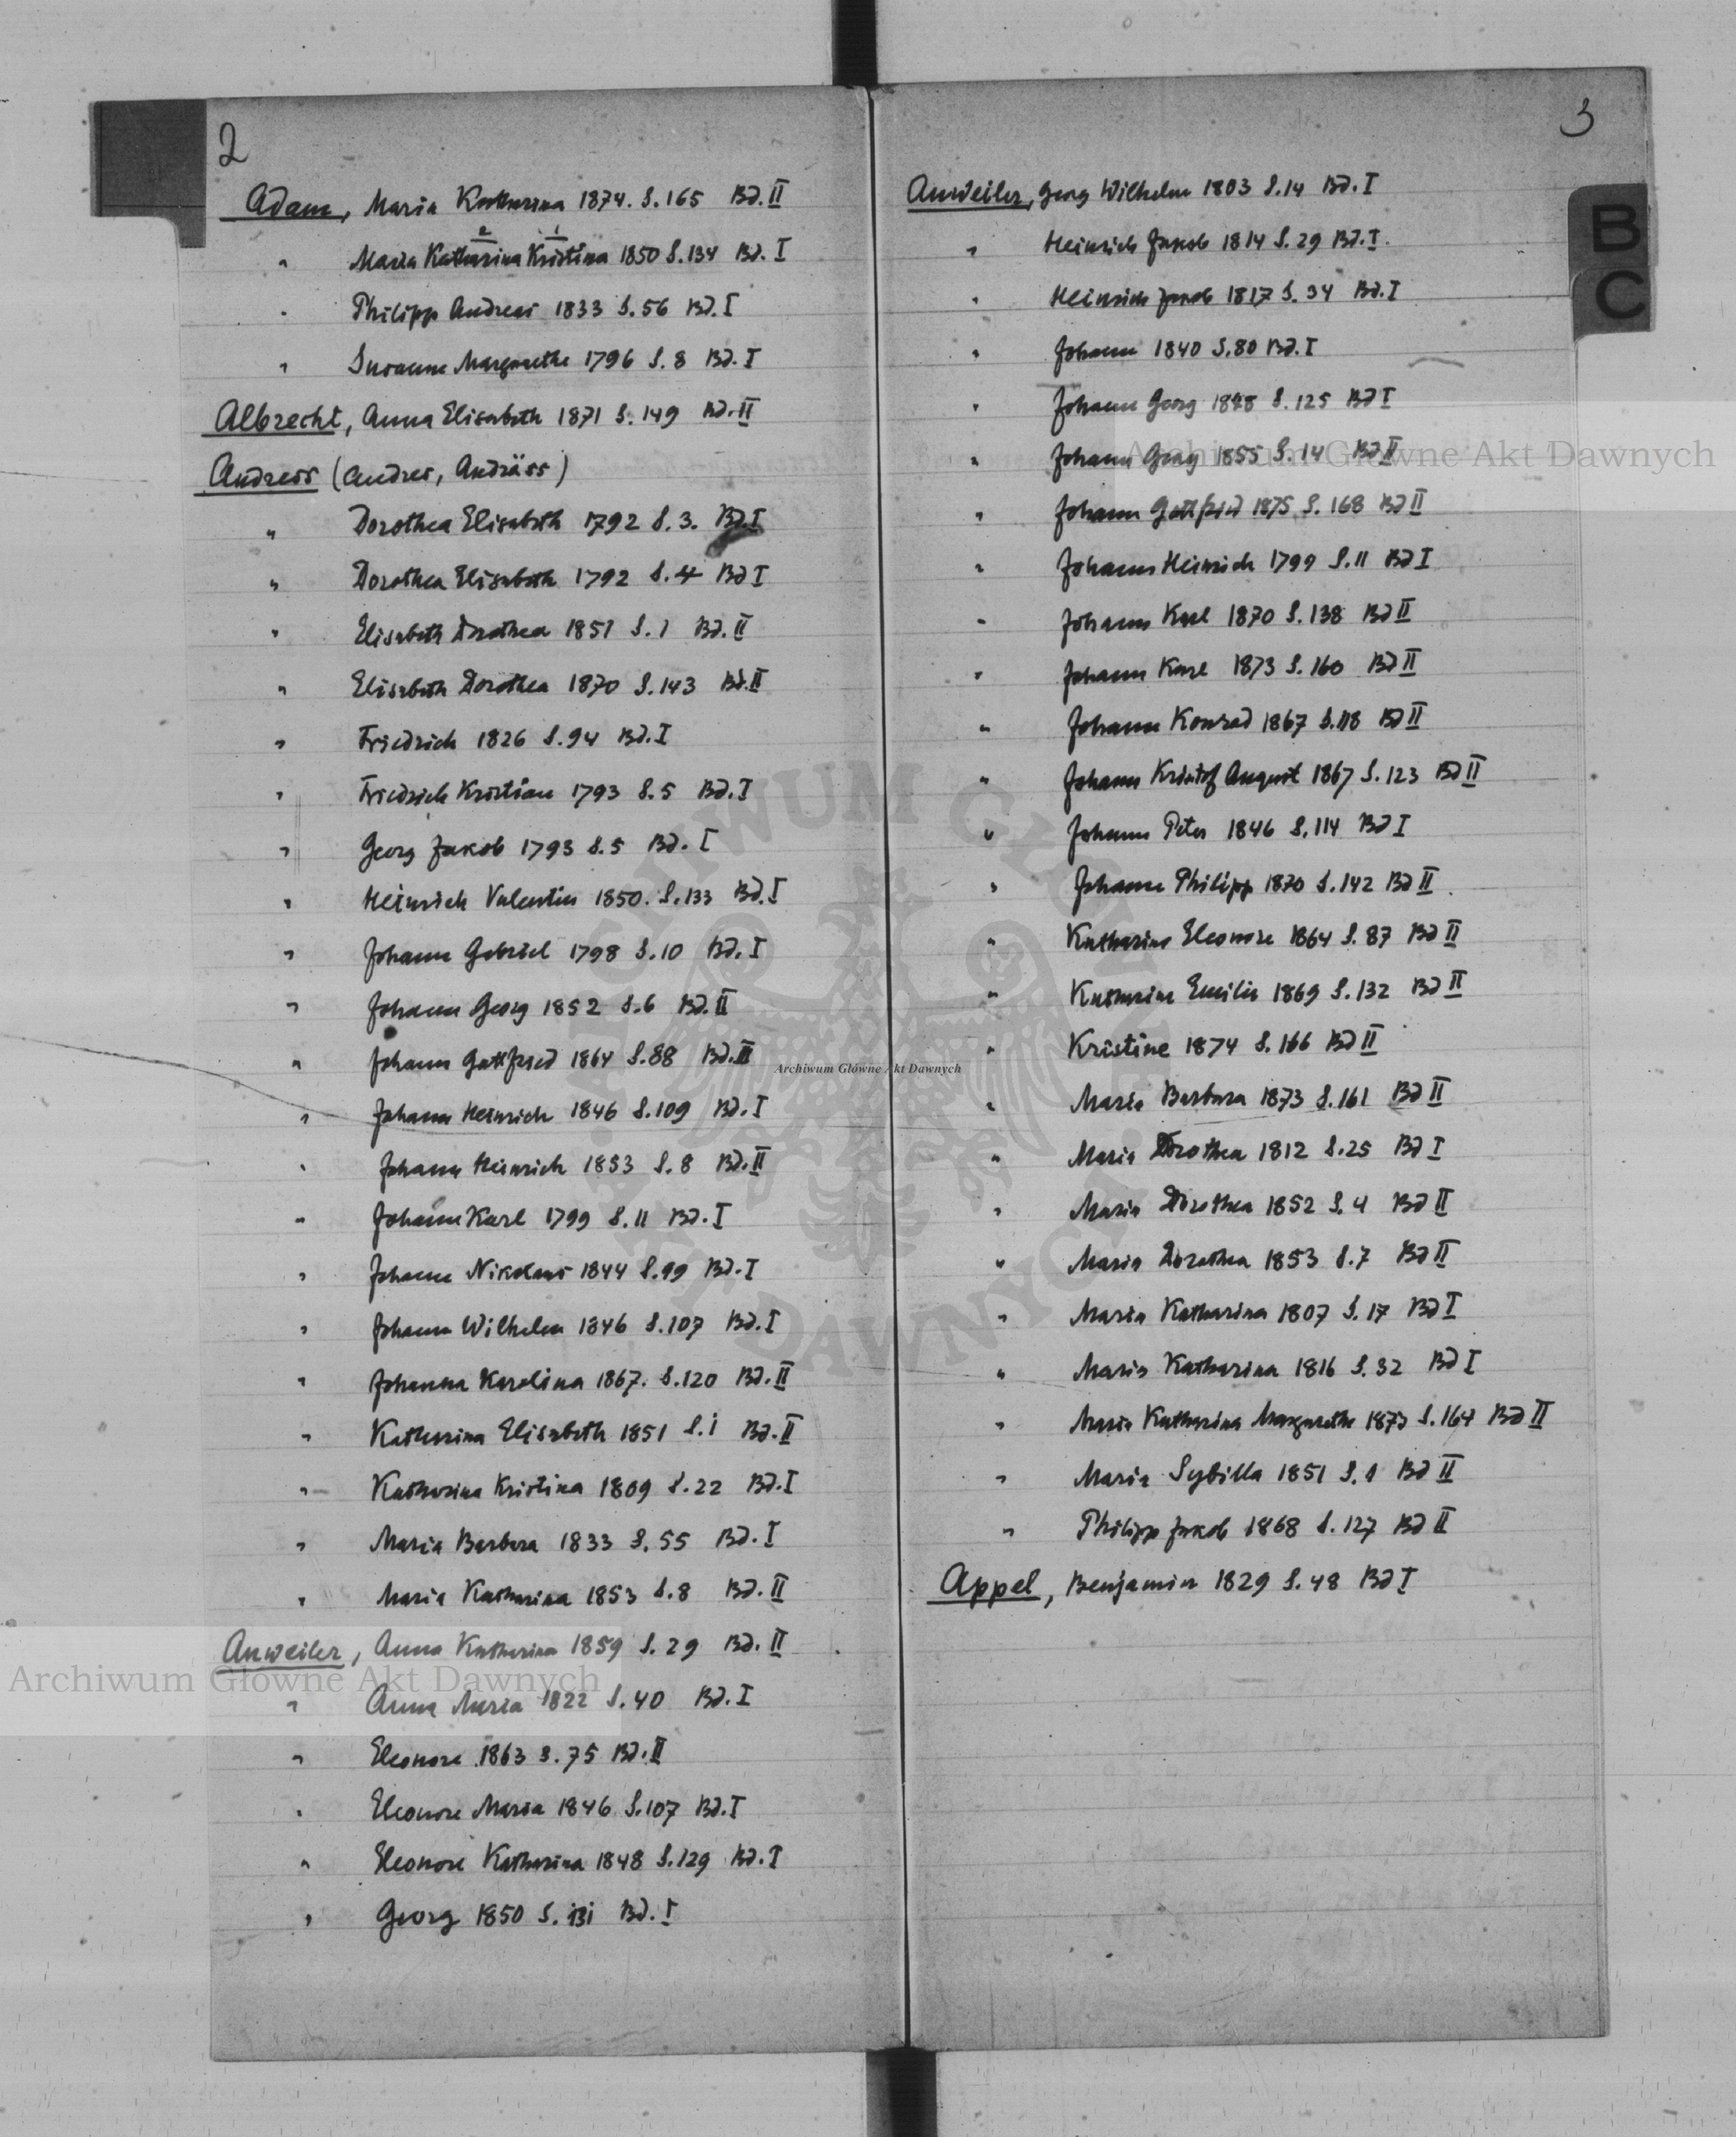 2
Adam, Maria Katharina 1874. S. 165 Bd. II
" Maria Katharina Kristina 1850 S. 134 Bd. I
2 1
" Philipp Andreas 1833 S. 56 Bd. I
" Susanne Margarethe 1796 S. 8 Bd. I
Albrecht, Anna Elisabeth 1871 S. 149 Bd. II
Andress (Andres, Andräss)
" Dorothea Elisabeth 1792 S. 3. Bd. I
" Dorothea Elisabeth 1792 S. 4 Bd I
" Elisabeth Dorothea 1851 S. 1 Bd. II
" Elisabeth Dorothea 1870 S. 143 Bd. II
" Friedrich 1826 S. 94 Bd. I
" Friedrich Kristian 1793 S. 5 Bd. I
" Georg Jakob 1793 S. 5 Bd. I
" Heinrich Valentin 1850. S. 133 Bd. I
" Johann Gabriel 1798 S. 10 Bd. I
" Johann Georg 1852 S. 6 Bd. II
" Johann Gottfried 1864 S. 88 Bd. II
" Johann Heinrich 1846 S. 109 Bd. I
" Johann Heinrich 1853 S. 8 Bd. II
" Johann Karl 1799 S. 11 Bd. I
" Johann Nikolaus 1844 S. 99 Bd. I
" Johann Wilhelm 1846 S. 107 Bd. I
" Johanna Karolina 1867. S. 120 Bd. II
" Katharina Elisabeth 1851 S. 1 Bd. II
" Katharina Kristina 1809 S. 22 Bd. I
" Maria Barbara 1833 S. 55 Bd. I
" Maria Katharina 1853 S. 8 Bd. II
Anweiler, Anna Katharina 1859 S. 29 Bd. II
" Anna Maria 1822 S. 40 Bd. I
" Eleonore 1863 S. 75 Bd. II
" Eleonore Maria 1846 S. 107 Bd. I
" Eleonore Katharina 1848 S. 129 Bd. I
" Georg 1850 S. 131 Bd. I
3
Anweiler, Georg Wilhelm 1803 S. 14 Bd. I
" Heinrich Jakob 1814 S. 29 Bd. I.
" Heinrich Jakob 1817 S. 34 Bd. I
" Johann 1840 S. 80 Bd. I
" Johann Georg 1848 S. 125 Bd I
" Johann Georg 1855 S. 14 Bd II
" Johann Gottfried 1875 S. 168 Bd II
" Johann Heinrich 1799 S. 11 Bd I
" Johann Karl 1870 S. 138 Bd II
" Johann Karl 1873 S. 160 Bd II
" Johann Konrad 1867 S. 118 Bd II
" Johann Kristof August 1867 S. 123 Bd II
" Johann Peter 1846 S. 114 Bd I
" Johann Philipp 1870 S. 142 Bd II.
" Katharina Eleonore 1864 S. 87 Bd II
" Katharina Emilie 1869 S. 132 Bd II
" Kristine 1874 S. 166 Bd II
" Maria Barbara 1873 S. 161 Bd II
" Maria Dorothea 1812 S. 25 Bd I
" Maria Dorothea 1852 S. 4 Bd II
" Maria Dorothea 1853 S. 7 Bd II
" Maria Katharina 1807 S. 17 Bd I
" Maria Katharina 1816 S. 32 Bd I
" Maria Katharina Margarethe 1873 S. 164 Bd II
" Maria Sybilla 1851 S. 1 Bd II
" Philipp Jakob 1868 S. 127 Bd II
Appel, Benjamin 1829 S. 48 Bd I
B
C
Archiwum Główne Akt Dawnych
Archiwum Główne Akt Dawnych
Archiwum Główne Akt Dawnych
ARCHIWUM GŁÓWNE AKT DAWNYCH